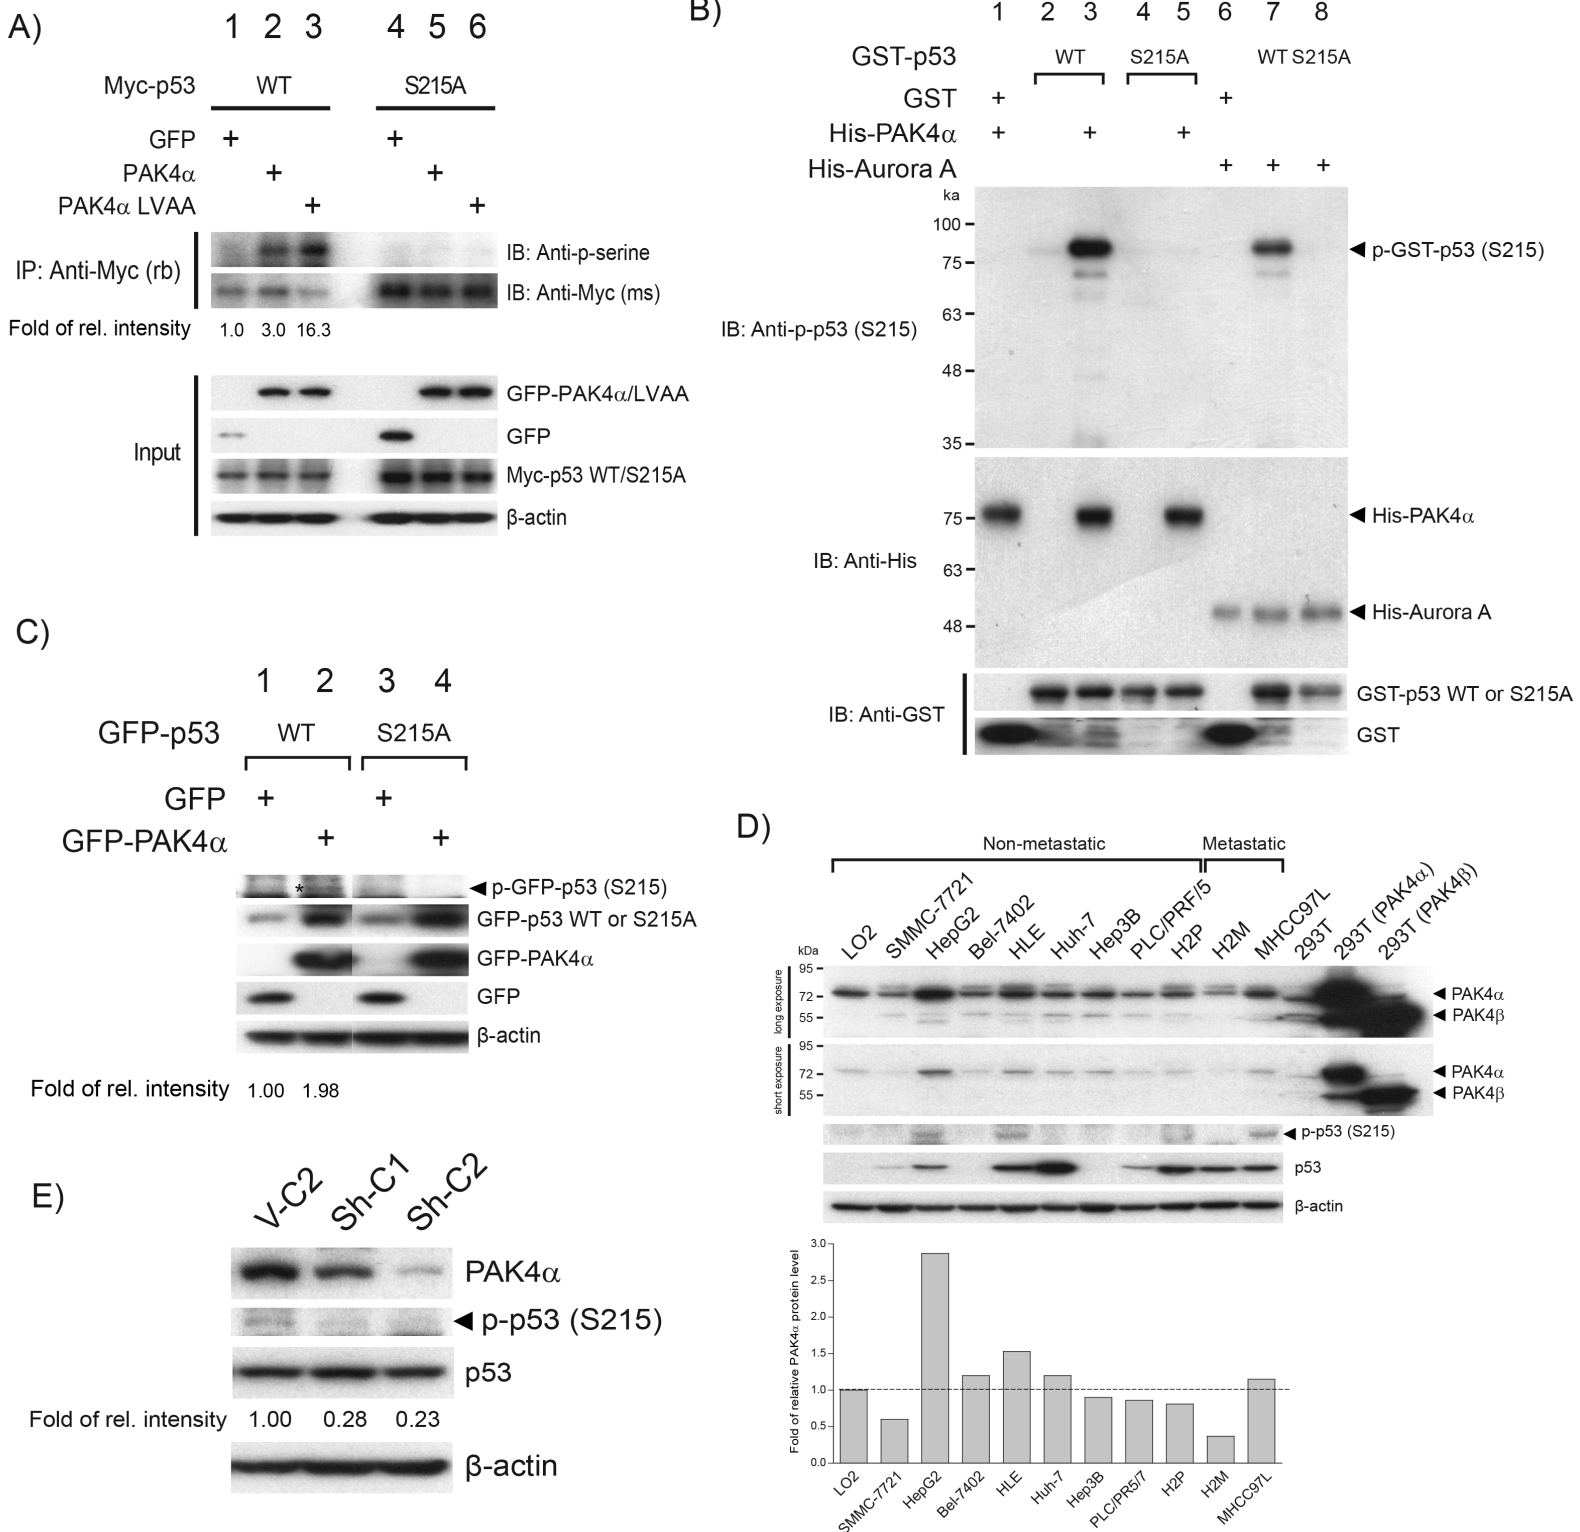 A)
1 2 3 4 5 6
Myc-p53 WT S215A
GFP + +
PAK4α + +
PAK4α LVAA + +
IP: Anti-Myc (rb)
IB: Anti-p-serine
IB: Anti-Myc (ms)
Fold of rel. intensity 1.0 3.0 16.3
Input
GFP-PAK4α/LVAA
GFP
Myc-p53 WT/S215A
β-actin
B)
1 2 3 4 5 6 7 8
GST-p53 WT S215A WT S215A
GST + +
His-PAK4α + + +
His-Aurora A + + +
ka
100
75
63
48
35
IB: Anti-p-p53 (S215)
p-GST-p53 (S215)
75
63
48
IB: Anti-His
His-PAK4α
His-Aurora A
IB: Anti-GST
GST-p53 WT or S215A
GST
C)
1 2 3 4
GFP-p53 WT S215A
GFP + +
GFP-PAK4α + +
*
p-GFP-p53 (S215)
GFP-p53 WT or S215A
GFP-PAK4α
GFP
β-actin
Fold of rel. intensity 1.00 1.98
D)
Non-metastatic Metastatic
LO2 SMMC-7721 HepG2 Bel-7402 HLE Huh-7 Hep3B PLC/PRF/5 H2P H2M MHCC97L 293T 293T (PAK4α) 293T (PAK4β)
kDa
long exposure
95
72
55
PAK4α
PAK4β
short exposure
95
72
55
PAK4α
PAK4β
p-p53 (S215)
p53
β-actin
Fold of relative PAK4α protein level
3.0
2.5
2.0
1.5
1.0
0.5
0.0
LO2 SMMC-7721 HepG2 Bel-7402 HLE Huh-7 Hep3B PLC/PR5/7 H2P H2M MHCC97L
E)
V-C2 Sh-C1 Sh-C2
PAK4α
p-p53 (S215)
p53
Fold of rel. intensity 1.00 0.28 0.23
β-actin